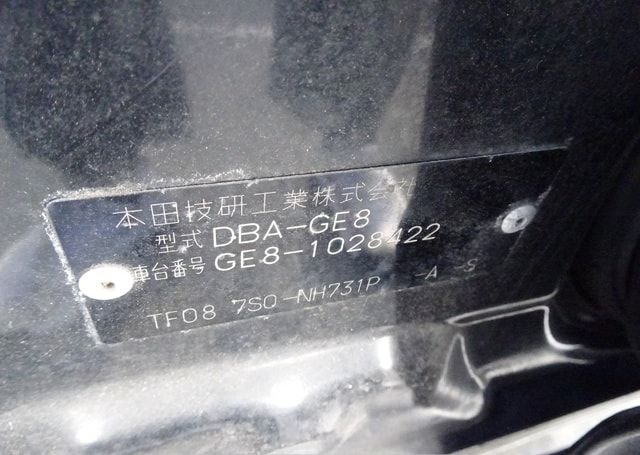 本田技研工業株式会社
型式 DBA-GE8
車台番号 GE8-1028422
TF08 7S0-NH731P -A -S